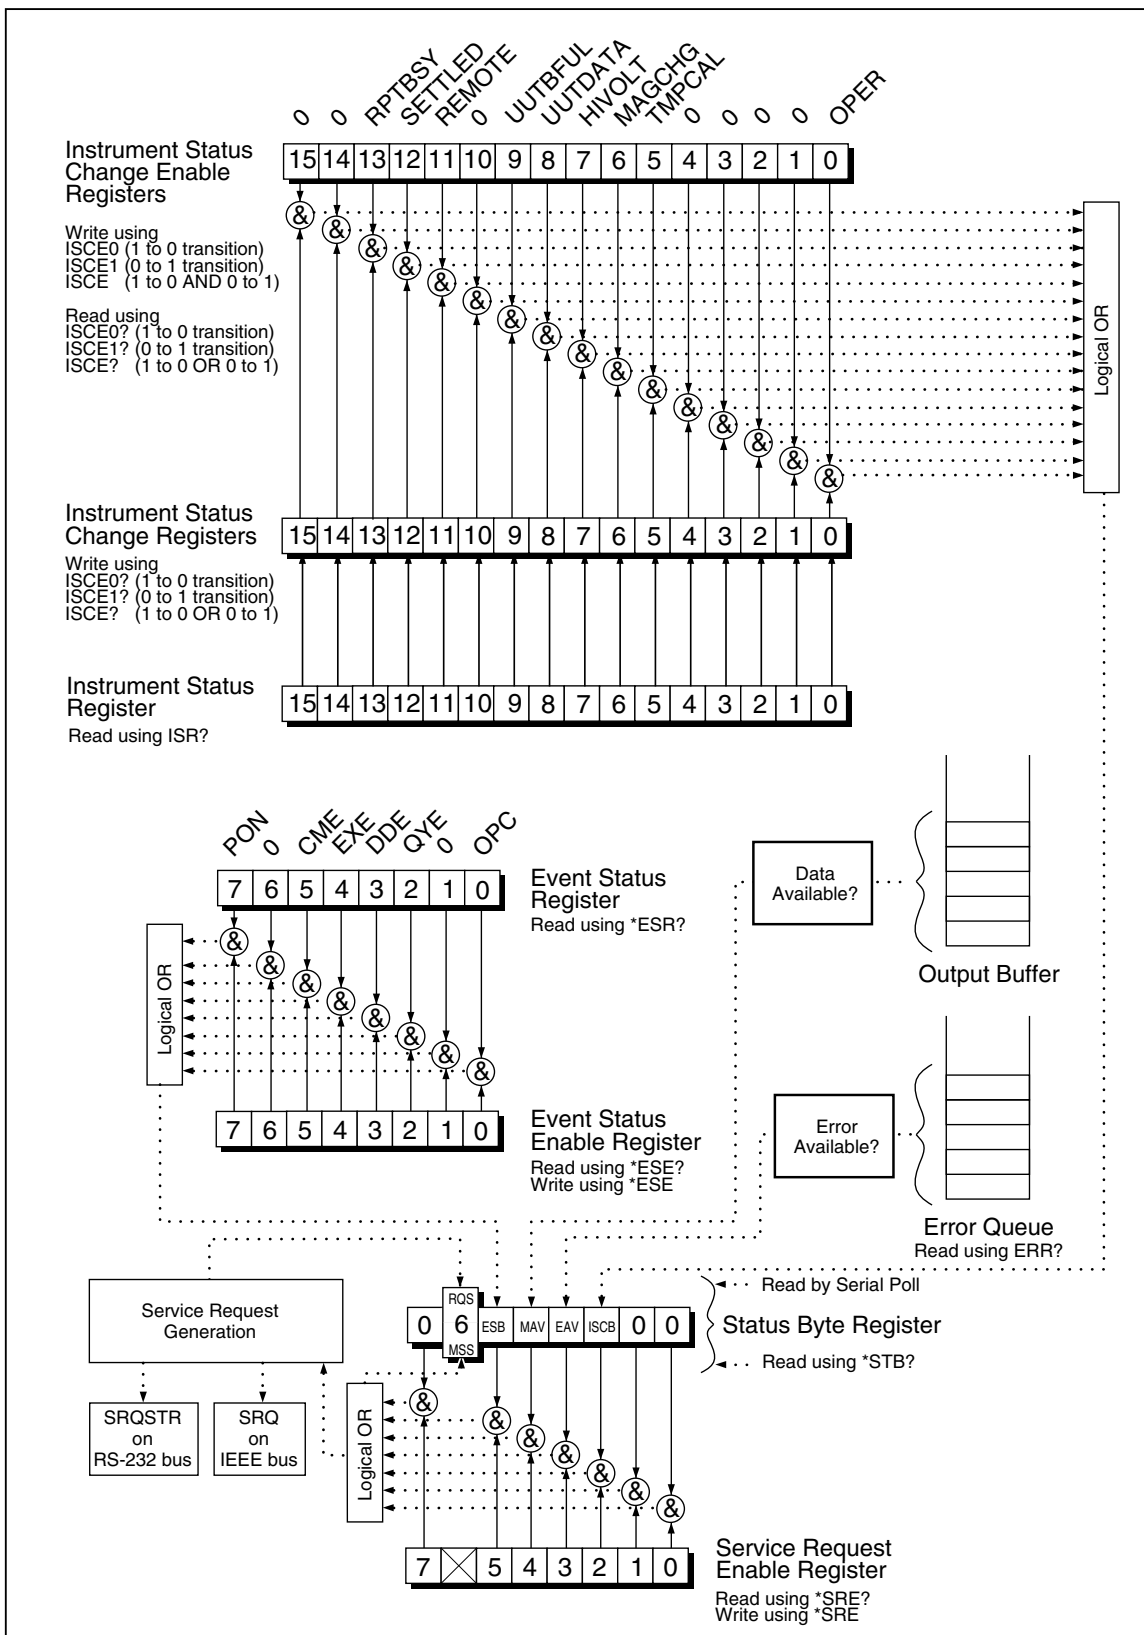 0 0 RPTBSY SETTLED REMOTE 0 UUTBFUL UUTDATA HIVOLT MAGCHG TMPCAL 0 0 0 0 OPER
Instrument Status
Change Enable
Registers
15 14 13 12 11 10 9 8 7 6 5 4 3 2 1 0
& & & & & & & & & & & & & & & &
Write using
ISCE0 (1 to 0 transition)
ISCE1 (0 to 1 transition)
ISCE (1 to 0 AND 0 to 1)
Read using
ISCE0? (1 to 0 transition)
ISCE1? (0 to 1 transition)
ISCE? (1 to 0 OR 0 to 1)
Logical OR
Instrument Status
Change Registers
15 14 13 12 11 10 9 8 7 6 5 4 3 2 1 0
Write using
ISCE0? (1 to 0 transition)
ISCE1? (0 to 1 transition)
ISCE? (1 to 0 OR 0 to 1)
Instrument Status
Register
15 14 13 12 11 10 9 8 7 6 5 4 3 2 1 0
Read using ISR?
PON 0 CME EXE DDE QYE 0 OPC
7 6 5 4 3 2 1 0
Event Status
Register
Read using *ESR?
& & & & & & & &
Logical OR
7 6 5 4 3 2 1 0
Event Status
Enable Register
Read using *ESE?
Write using *ESE
Data
Available?
Output Buffer
Error
Available?
Error Queue
Read using ERR?
Service Request
Generation
SRQSTR
on
RS-232 bus
SRQ
on
IEEE bus
RQS
0 6 ESB MAV EAV ISCB 0 0
MSS
Read by Serial Poll
Status Byte Register
Read using *STB?
Logical OR
& & & & & & &
7 5 4 3 2 1 0
Service Request
Enable Register
Read using *SRE?
Write using *SRE